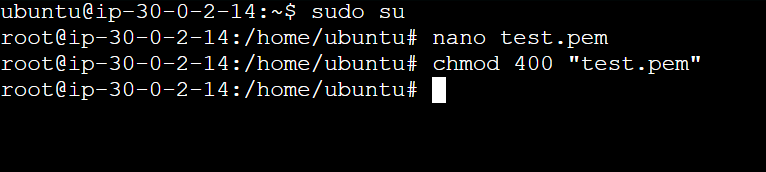 ubuntu@ip-30-0-2-14:~$ sudo su
root@ip-30-0-2-14:/home/ubuntu# nano test.pem
root@ip-30-0-2-14:/home/ubuntu# chmod 400 "test.pem"
root@ip-30-0-2-14:/home/ubuntu#